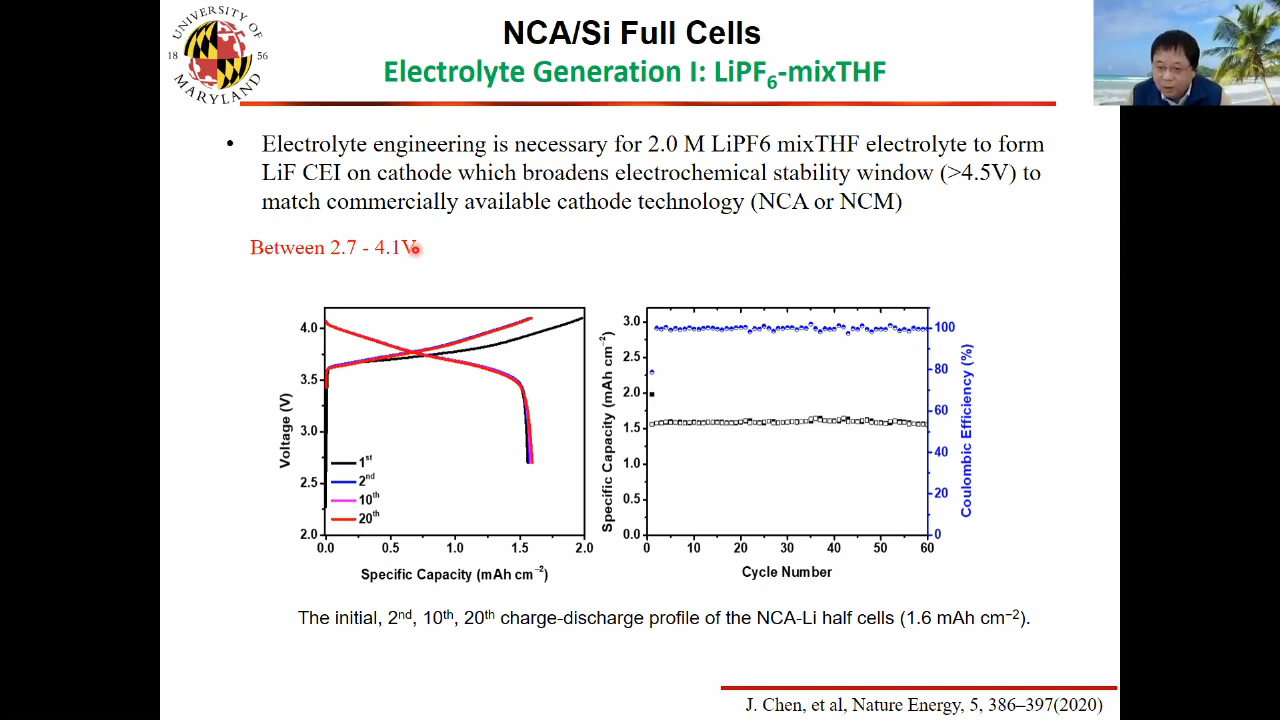 UNIVERSITY OF
18 56
MARYLAND
NCA/Si Full Cells
Electrolyte Generation I: LiPF6-mixTHF
• Electrolyte engineering is necessary for 2.0 M LiPF6 mixTHF electrolyte to form
LiF CEI on cathode which broadens electrochemical stability window (>4.5V) to
match commercially available cathode technology (NCA or NCM)
Between 2.7 - 4.1V
4.0
3.5
3.0
2.5
2.0
Voltage (V)
1st
2nd
10th
20th
0.0 0.5 1.0 1.5 2.0
Specific Capacity (mAh cm−2)
3.0
2.5
2.0
1.5
1.0
0.5
0.0
Specific Capacity (mAh cm−2)
100
80
60
40
20
0
Coulombic Efficiency (%)
0 10 20 30 40 50 60
Cycle Number
The initial, 2nd, 10th, 20th charge-discharge profile of the NCA-Li half cells (1.6 mAh cm−2).
J. Chen, et al, Nature Energy, 5, 386–397(2020)